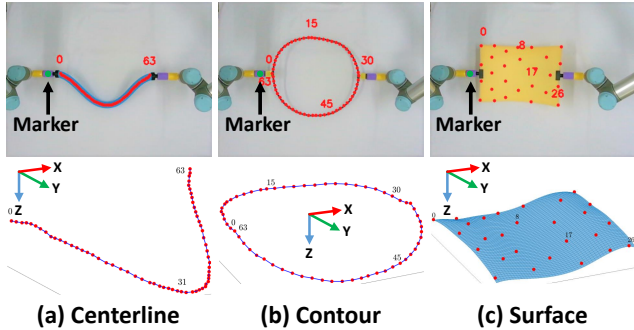 0
63
Marker
15
0
63
30
45
Marker
0
8
17
26
Marker
X
Y
Z
0
31
63
15
30
0
63
45
X
Y
Z
X
Y
Z
0
8
17
26
(a) Centerline
(b) Contour
(c) Surface